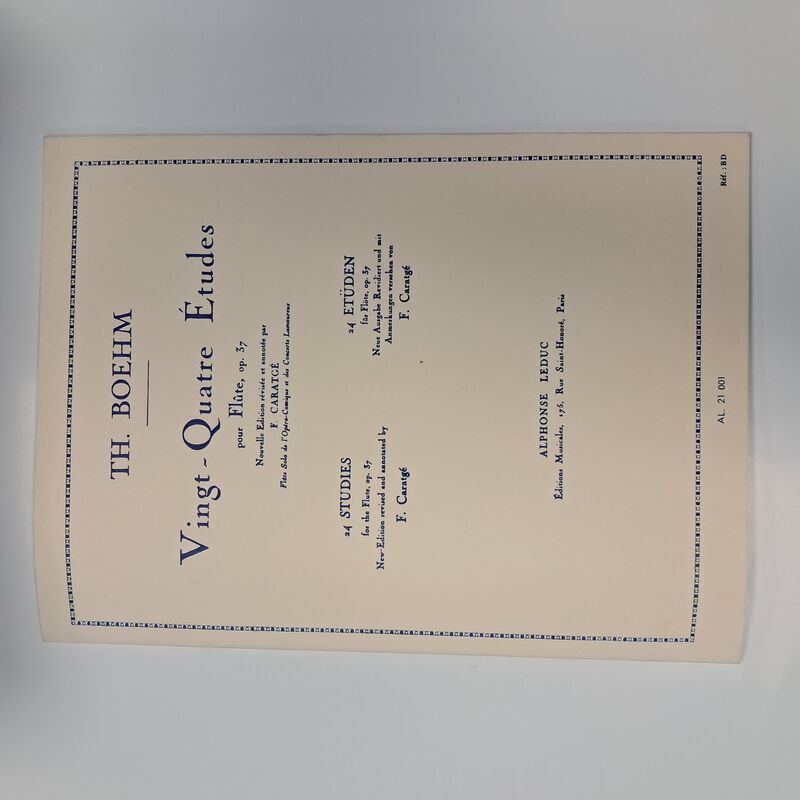 TH. BOEHM
Vingt-Quatre Études
pour Flûte, op. 37
Nouvelle Edition révisée et annotée par
F. CARATGÉ
Flûte Solo de l'Opéra-Comique et des Concerts Lamoureux
24 STUDIES
for the Flute, op. 37
New-Edition revised and annotated by
F. Caratgé
24 ETÜDEN
für Flöte, op. 37
Neue Ausgabe Revidiert und mit
Anmerkungen versehen von
F. Caratgé
ALPHONSE LEDUC
Éditions Musicales, 175, Rue Saint-Honoré, Paris
AL. 21 001
Réf. : BD